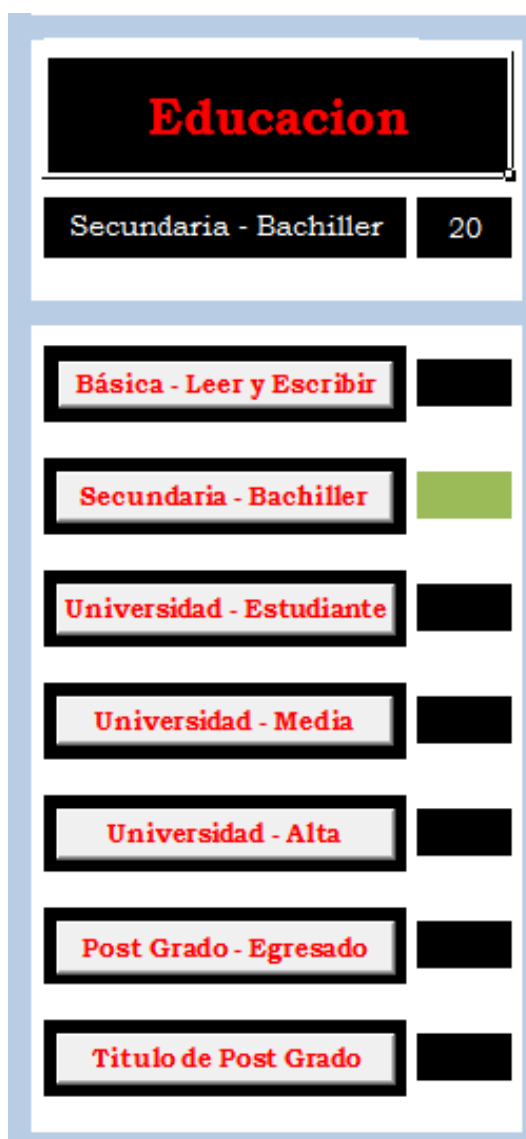 Educacion
Secundaria - Bachiller 20
Básica - Leer y Escribir
Secundaria - Bachiller
Universidad - Estudiante
Universidad - Media
Universidad - Alta
Post Grado - Egresado
Titulo de Post Grado